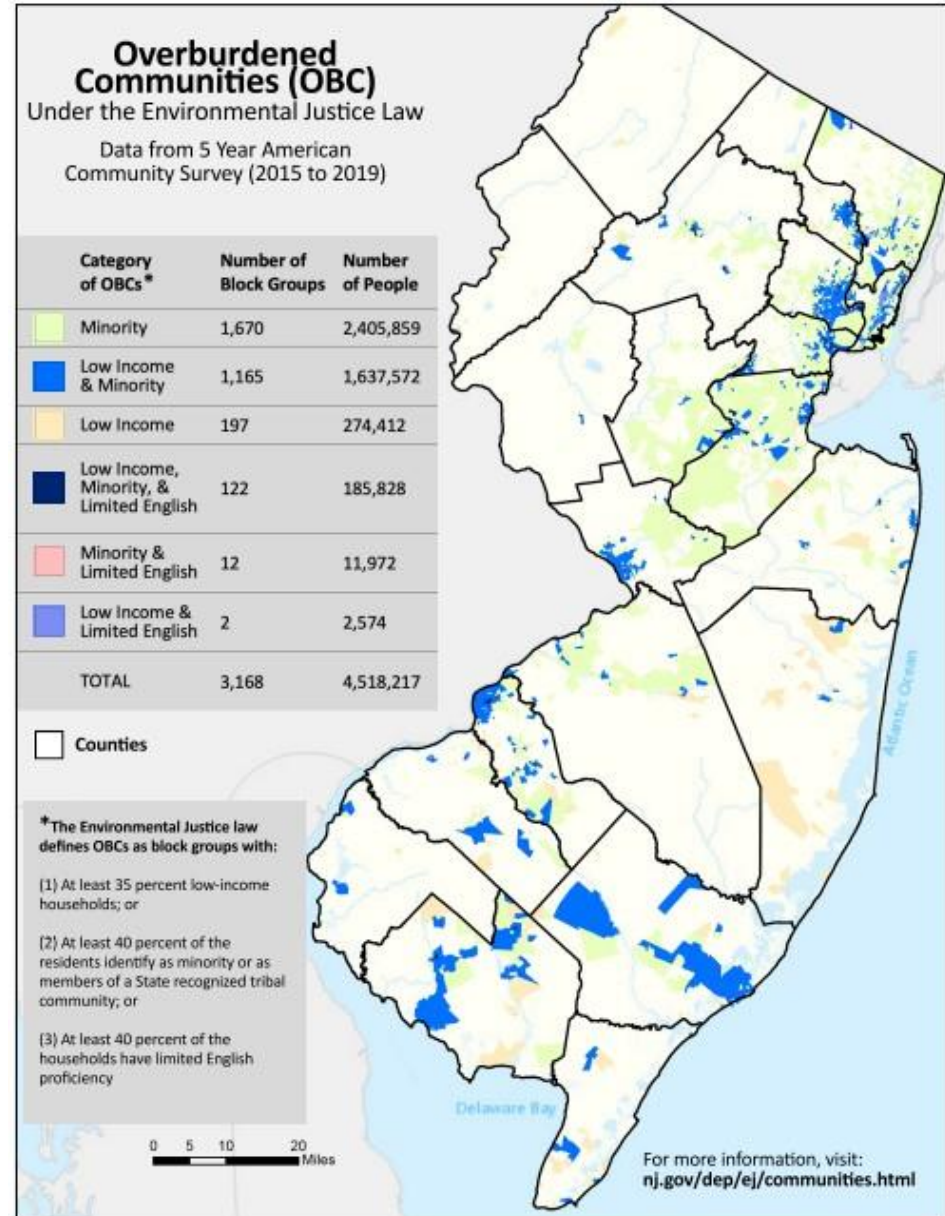 Overburdened
Communities (OBC)
Under the Environmental Justice Law
Data from 5 Year American
Community Survey (2015 to 2019)
Category of OBCs* Number of Block Groups Number of People
Minority 1,670 2,405,859
Low Income & Minority 1,165 1,637,572
Low Income 197 274,412
Low Income, Minority, & Limited English 122 185,828
Minority & Limited English 12 11,972
Low Income & Limited English 2 2,574
TOTAL 3,168 4,518,217
Counties
*The Environmental Justice law
defines OBCs as block groups with:
(1) At least 35 percent low-income
households; or
(2) At least 40 percent of the
residents identify as minority or as
members of a State recognized tribal
community; or
(3) At least 40 percent of the
households have limited English
proficiency
0 5 10 20
Miles
Atlantic Ocean
Delaware Bay
For more information, visit:
nj.gov/dep/ej/communities.html